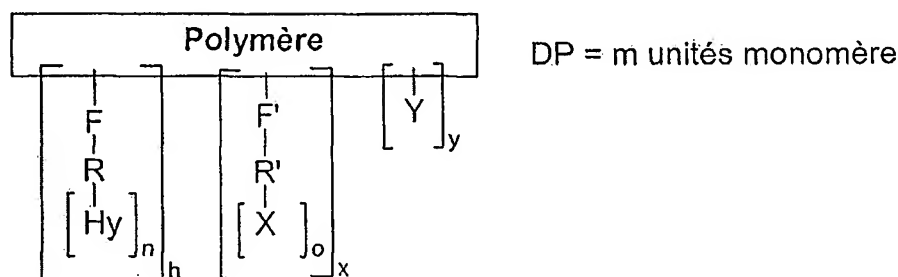 Polymère
DP = m unités monomère
F
F'
Y
y
R
R'
Hy
n
h
X
o
x